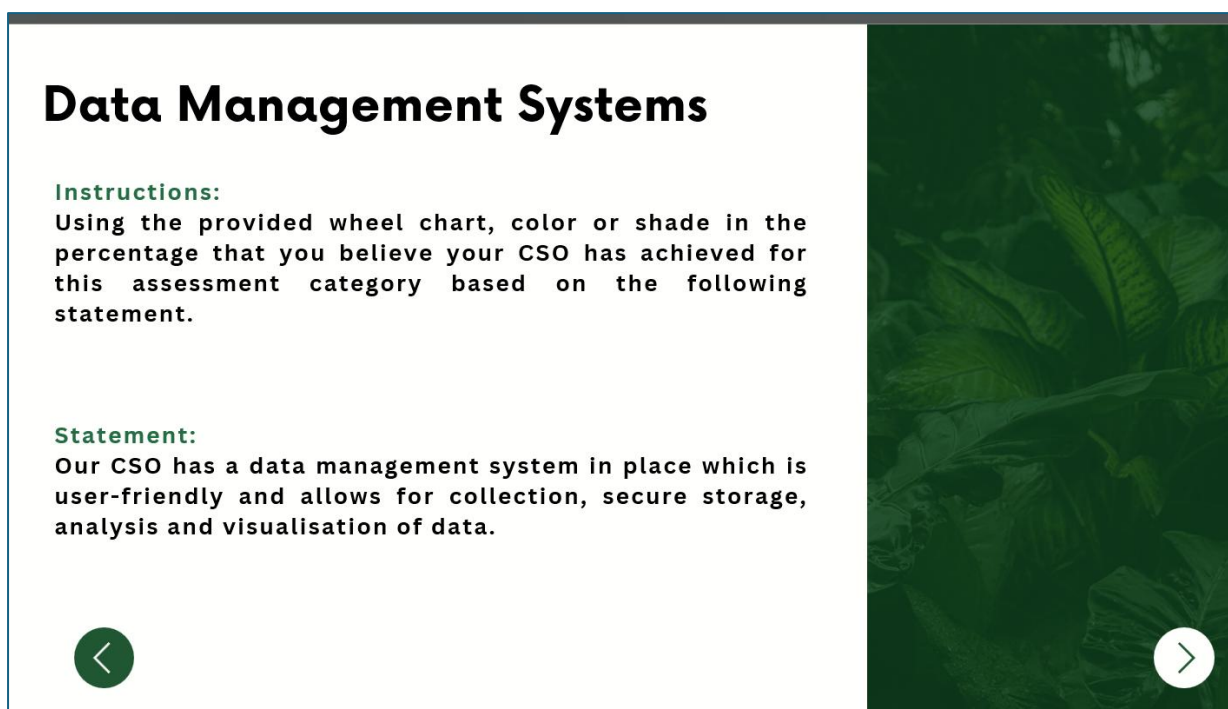 Data Management Systems
Instructions:
Using the provided wheel chart, color or shade in the
percentage that you believe your CSO has achieved for
this assessment category based on the following
statement.
Statement:
Our CSO has a data management system in place which is
user-friendly and allows for collection, secure storage,
analysis and visualisation of data.